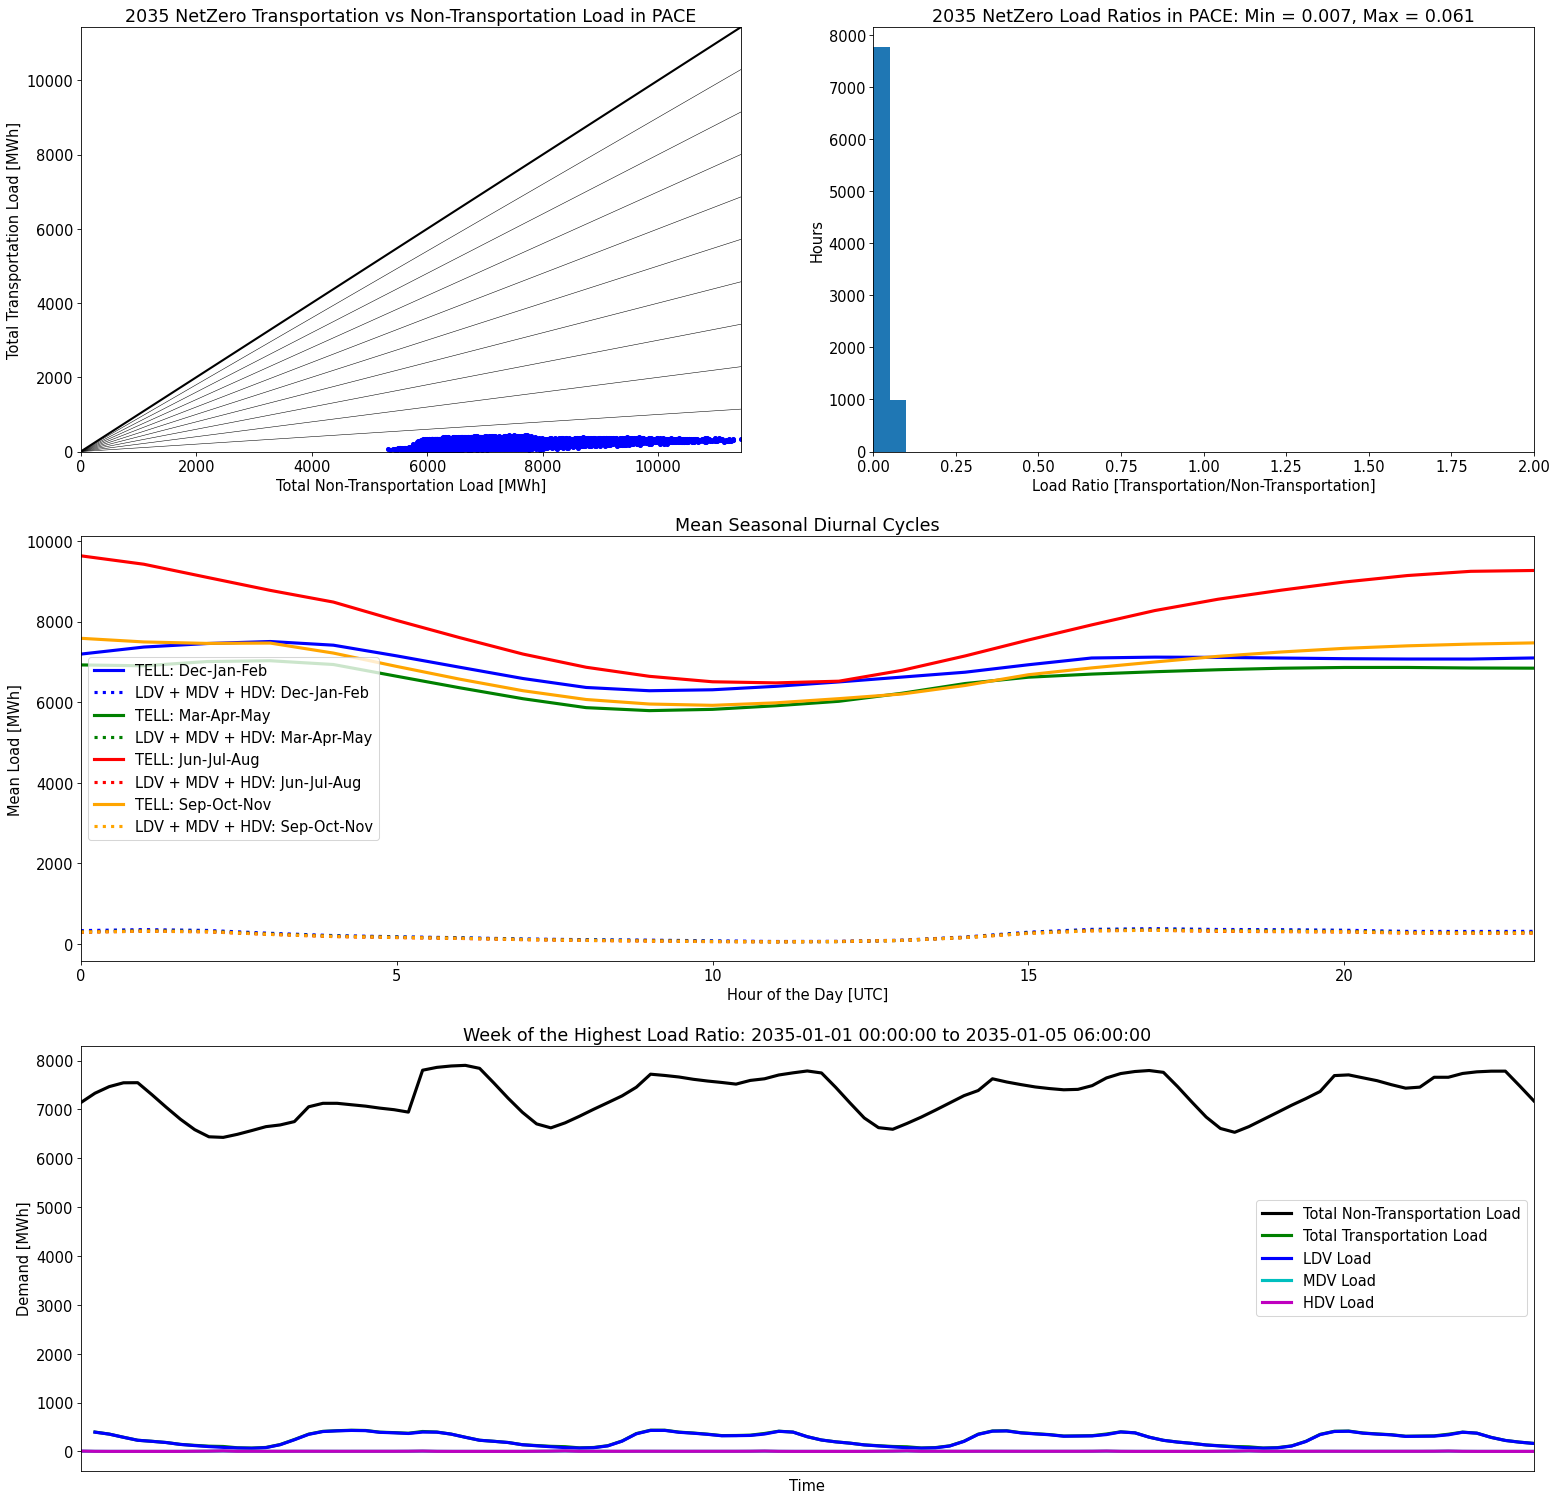 2035 NetZero Transportation vs Non-Transportation Load in PACE
Total Transportation Load [MWh]
10000
8000
6000
4000
2000
0
0 2000 4000 6000 8000 10000
Total Non-Transportation Load [MWh]
2035 NetZero Load Ratios in PACE: Min = 0.007, Max = 0.061
Hours
8000
7000
6000
5000
4000
3000
2000
1000
0
0.00 0.25 0.50 0.75 1.00 1.25 1.50 1.75 2.00
Load Ratio [Transportation/Non-Transportation]
Mean Seasonal Diurnal Cycles
Mean Load [MWh]
10000
8000
6000
4000
2000
0
TELL: Dec-Jan-Feb
LDV + MDV + HDV: Dec-Jan-Feb
TELL: Mar-Apr-May
LDV + MDV + HDV: Mar-Apr-May
TELL: Jun-Jul-Aug
LDV + MDV + HDV: Jun-Jul-Aug
TELL: Sep-Oct-Nov
LDV + MDV + HDV: Sep-Oct-Nov
0 5 10 15 20
Hour of the Day [UTC]
Week of the Highest Load Ratio: 2035-01-01 00:00:00 to 2035-01-05 06:00:00
Demand [MWh]
8000
7000
6000
5000
4000
3000
2000
1000
0
Total Non-Transportation Load
Total Transportation Load
LDV Load
MDV Load
HDV Load
Time